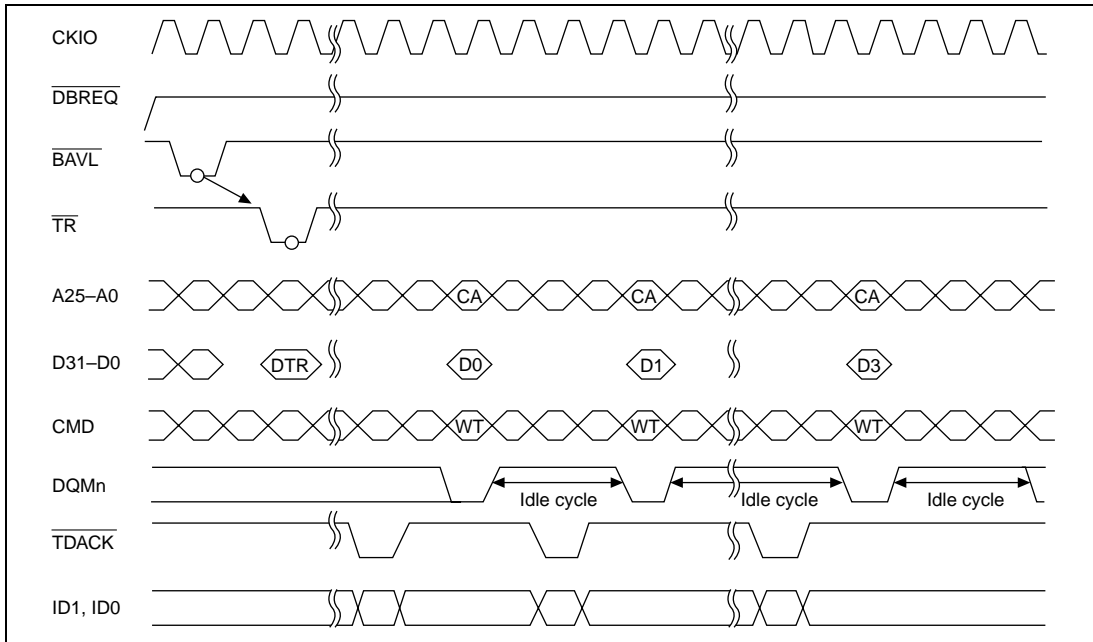 CKIO
DBREQ
BAVL
TR
A25–A0 CA CA CA
D31–D0 DTR D0 D1 D3
CMD WT WT WT
DQMn
Idle cycle Idle cycle Idle cycle
TDACK
ID1, ID0